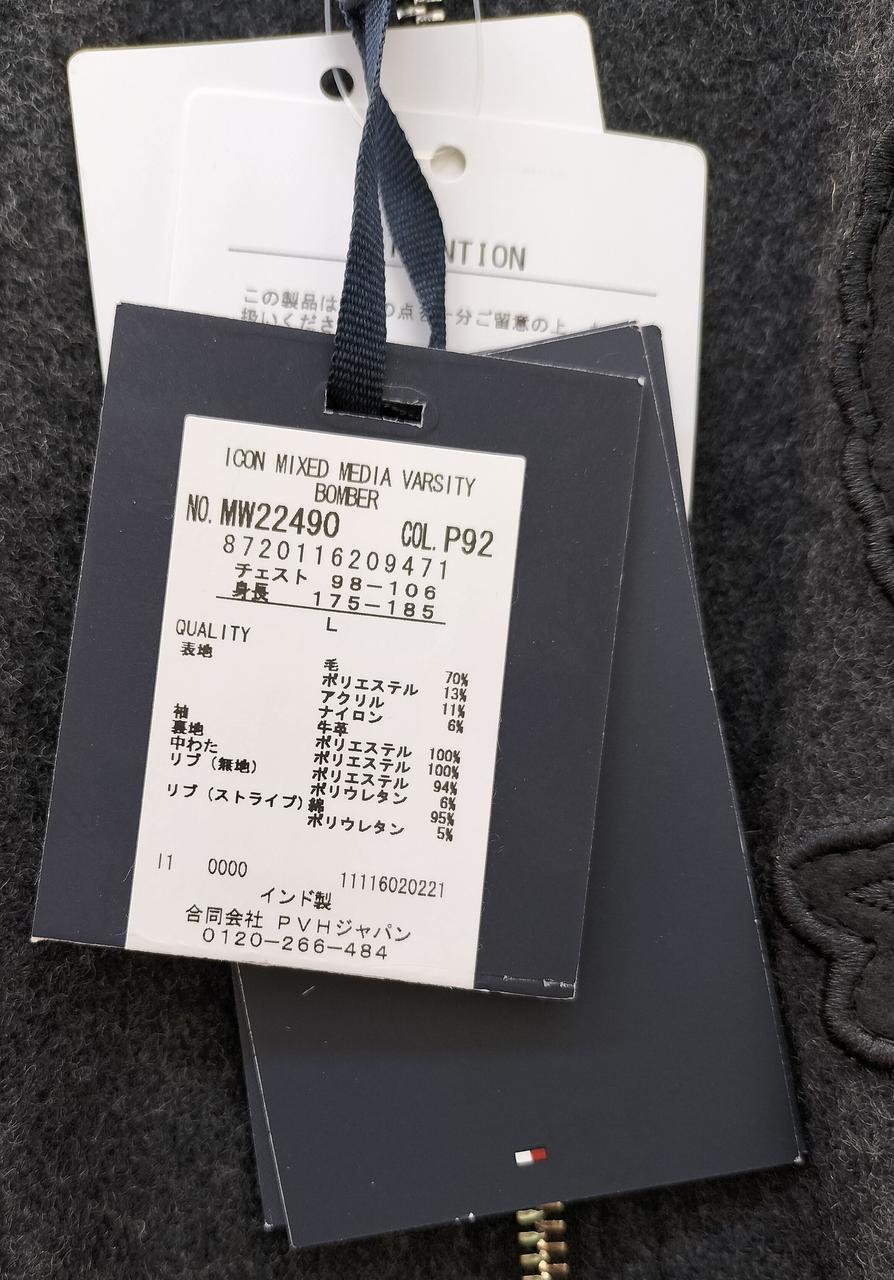 NTION
この製品は の点を十分ご留意の上、
扱いくださ
ICON MIXED MEDIA VARSITY
BOMBER
NO. MW22490 COL. P92
8720116209471
チェスト 98-106
身長 175-185
L
QUALITY
表地
毛 70%
ポリエステル 13%
アクリル 11%
ナイロン 6%
袖 牛革
裏地 ポリエステル 100%
中わた ポリエステル 100%
リブ（無地） ポリエステル 94%
ポリウレタン 6%
リブ（ストライプ） 綿 95%
ポリウレタン 5%
I1 0000 11116020221
インド製
合同会社 PVHジャパン
0120-266-484